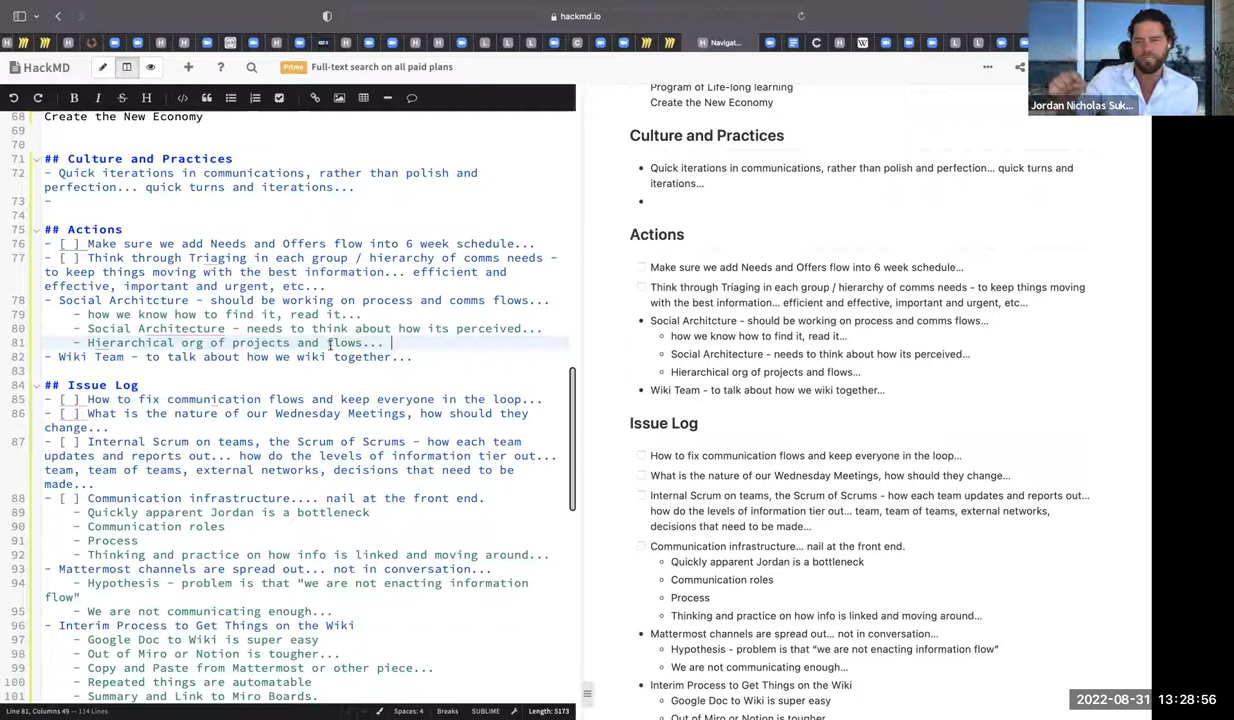 hackmd.io
Navigat...
HackMD
Prime
Full-text search on all paid plans
68
Create the New Economy
69
70
71
## Culture and Practices
72
- Quick iterations in communications, rather than polish and
perfection... quick turns and iterations...
73
-
74
75
## Actions
76
- [ ] Make sure we add Needs and Offers flow into 6 week schedule...
77
- [ ] Think through Triaging in each group / hierarchy of comms needs -
to keep things moving with the best information... efficient and
effective, important and urgent, etc...
78
- Social Architcture - should be working on process and comms flows...
79
- how we know how to find it, read it...
80
- Social Architecture - needs to think about how its perceived...
81
- Hierarchical org of projects and flows...
82
- Wiki Team - to talk about how we wiki together...
83
84
## Issue Log
85
- [ ] How to fix communication flows and keep everyone in the loop...
86
- [ ] What is the nature of our Wednesday Meetings, how should they
change...
87
- [ ] Internal Scrum on teams, the Scrum of Scrums - how each team
updates and reports out... how do the levels of information tier out...
team, team of teams, external networks, decisions that need to be
made...
88
- [ ] Communication infrastructure.... nail at the front end.
89
- Quickly apparent Jordan is a bottleneck
90
- Communication roles
91
- Process
92
- Thinking and practice on how info is linked and moving around...
93
- Mattermost channels are spread out... not in conversation...
94
- Hypothesis - problem is that "we are not enacting information
flow"
95
- We are not communicating enough...
96
- Interim Process to Get Things on the Wiki
97
- Google Doc to Wiki is super easy
98
- Out of Miro or Notion is tougher...
99
- Copy and Paste from Mattermost or other piece...
100
- Repeated things are automatable
101
- Summary and Link to Miro Boards.
Line 81, Columns 49 — 114 Lines
Spaces: 4
Breaks
SUBLIME
Length: 5173
Program of Life-long learning
Create the New Economy
Culture and Practices
Quick iterations in communications, rather than polish and perfection... quick turns and
iterations...
Actions
Make sure we add Needs and Offers flow into 6 week schedule...
Think through Triaging in each group / hierarchy of comms needs - to keep things moving
with the best information... efficient and effective, important and urgent, etc...
Social Architcture - should be working on process and comms flows...
how we know how to find it, read it...
Social Architecture - needs to think about how its perceived...
Hierarchical org of projects and flows...
Wiki Team - to talk about how we wiki together...
Issue Log
How to fix communication flows and keep everyone in the loop...
What is the nature of our Wednesday Meetings, how should they change...
Internal Scrum on teams, the Scrum of Scrums - how each team updates and reports out...
how do the levels of information tier out... team, team of teams, external networks,
decisions that need to be made...
Communication infrastructure... nail at the front end.
Quickly apparent Jordan is a bottleneck
Communication roles
Process
Thinking and practice on how info is linked and moving around...
Mattermost channels are spread out... not in conversation...
Hypothesis - problem is that “we are not enacting information flow”
We are not communicating enough...
Interim Process to Get Things on the Wiki
Google Doc to Wiki is super easy
Out of Miro or Notion is tougher
Jordan Nicholas Suk...
2022-08-31 13:28:56